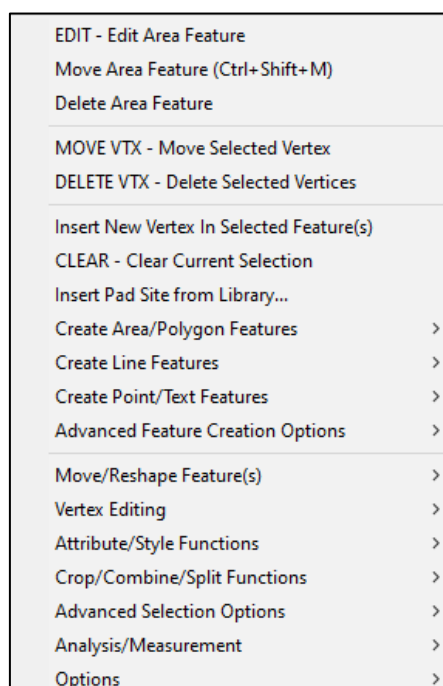 EDIT - Edit Area Feature
Move Area Feature (Ctrl+Shift+M)
Delete Area Feature
MOVE VTX - Move Selected Vertex
DELETE VTX - Delete Selected Vertices
Insert New Vertex In Selected Feature(s)
CLEAR - Clear Current Selection
Insert Pad Site from Library...
Create Area/Polygon Features
Create Line Features
Create Point/Text Features
Advanced Feature Creation Options
Move/Reshape Feature(s)
Vertex Editing
Attribute/Style Functions
Crop/Combine/Split Functions
Advanced Selection Options
Analysis/Measurement
Options